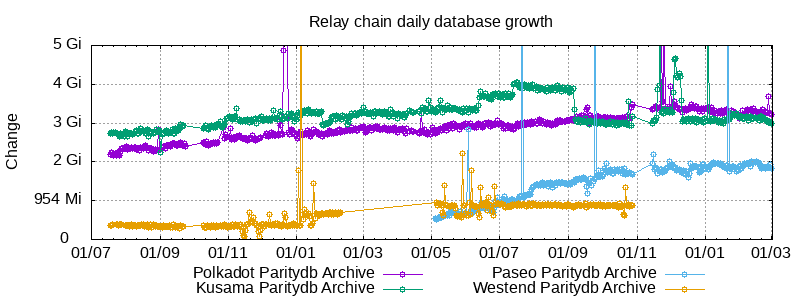 Relay chain daily database growth
Change
5 Gi
4 Gi
3 Gi
2 Gi
954 Mi
0
01/07 01/09 01/11 01/01 01/03 01/05 01/07 01/09 01/11 01/01 01/03
Polkadot Paritydb Archive Paseo Paritydb Archive
Kusama Paritydb Archive Westend Paritydb Archive